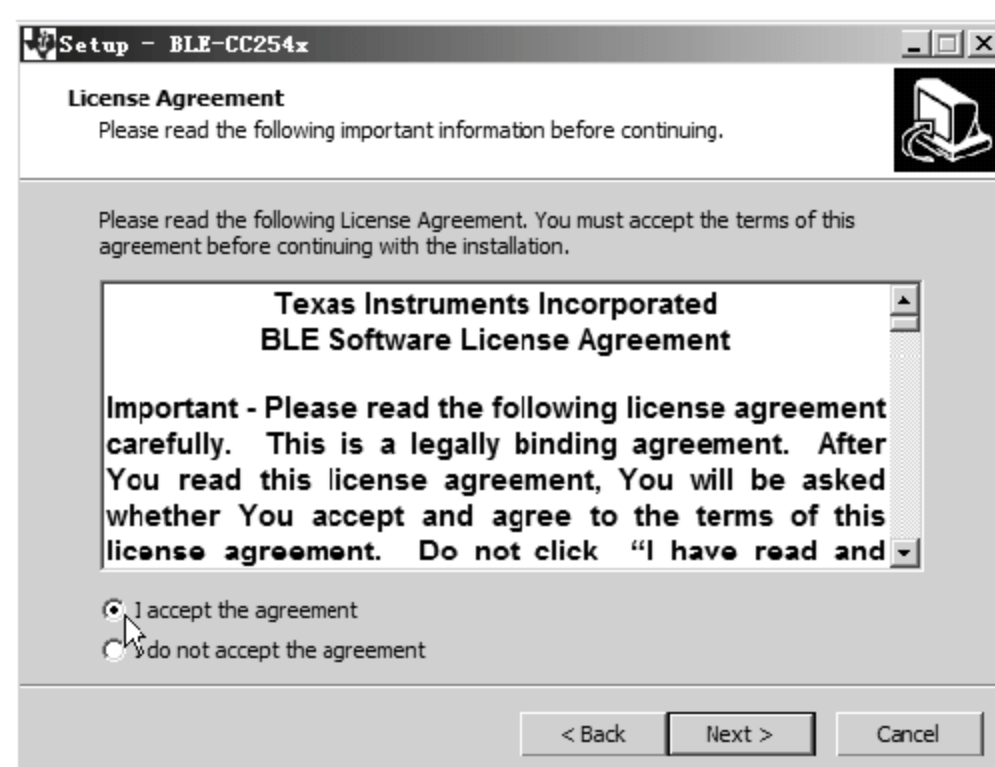 Setup - BLE-CC254x
License Agreement
Please read the following important information before continuing.
Please read the following License Agreement. You must accept the terms of this
agreement before continuing with the installation.
Texas Instruments Incorporated
BLE Software License Agreement
Important - Please read the following license agreement
carefully. This is a legally binding agreement. After
You read this license agreement, You will be asked
whether You accept and agree to the terms of this
license agreement. Do not click “I have read and
I accept the agreement
I do not accept the agreement
< Back Next > Cancel